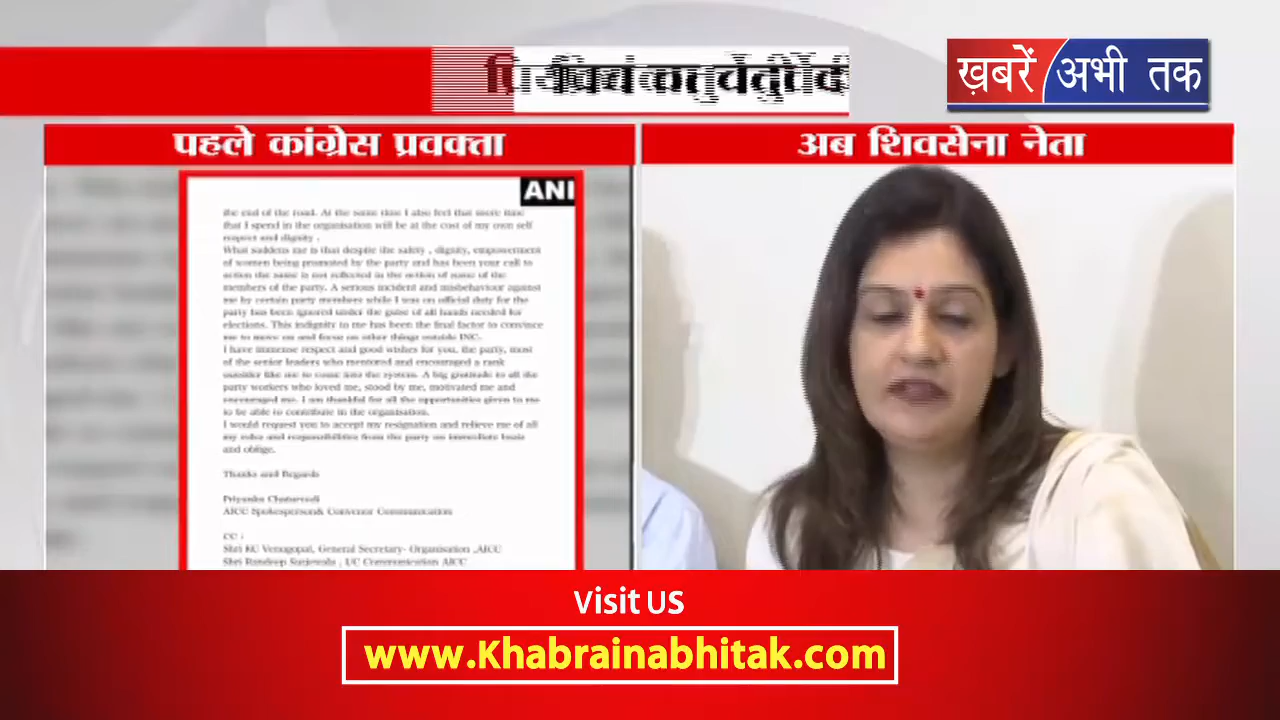 ख़बरें अभी तक
पहले कांग्रेस प्रवक्ता
अब शिवसेना नेता
ANI
the end of the road. At the same time I also feel that more time
that I spend in the organisation will be at the cost of my own self
respect and dignity .
What saddens me is that despite the safety , dignity, empowerment
of women being promoted by the party and has been your call to
action the same is not reflected in the action of some of the
members of the party. A serious incident and misbehaviour against
me by certain party members while I was on official duty for the
party has been ignored under the guise of all hands needed for
elections. This indignity to me has been the final factor to convince
me to move on and focus on other things outside INC.
I have immense respect and good wishes for you, the party, most
of the senior leaders who mentored and encouraged a rank
outsider like me to come into the system. A big gratitude to all the
party workers who loved me, stood by me, motivated me and
encouraged me. I am thankful for all the opportunities given to me
to be able to contribute in the organisation.
I would request you to accept my resignation and relieve me of all
my roles and responsibilities from the party on immediate basis
and oblige.
Thanks and Regards
Priyanka Chaturvedi
AICC Spokesperson& Convenor Communication
CC :
Shri KC Venugopal, General Secretary- Organisation ,AICC
Shri Randeep Surjewala , I/C Communication AICC
Visit US
www.Khabrainabhitak.com